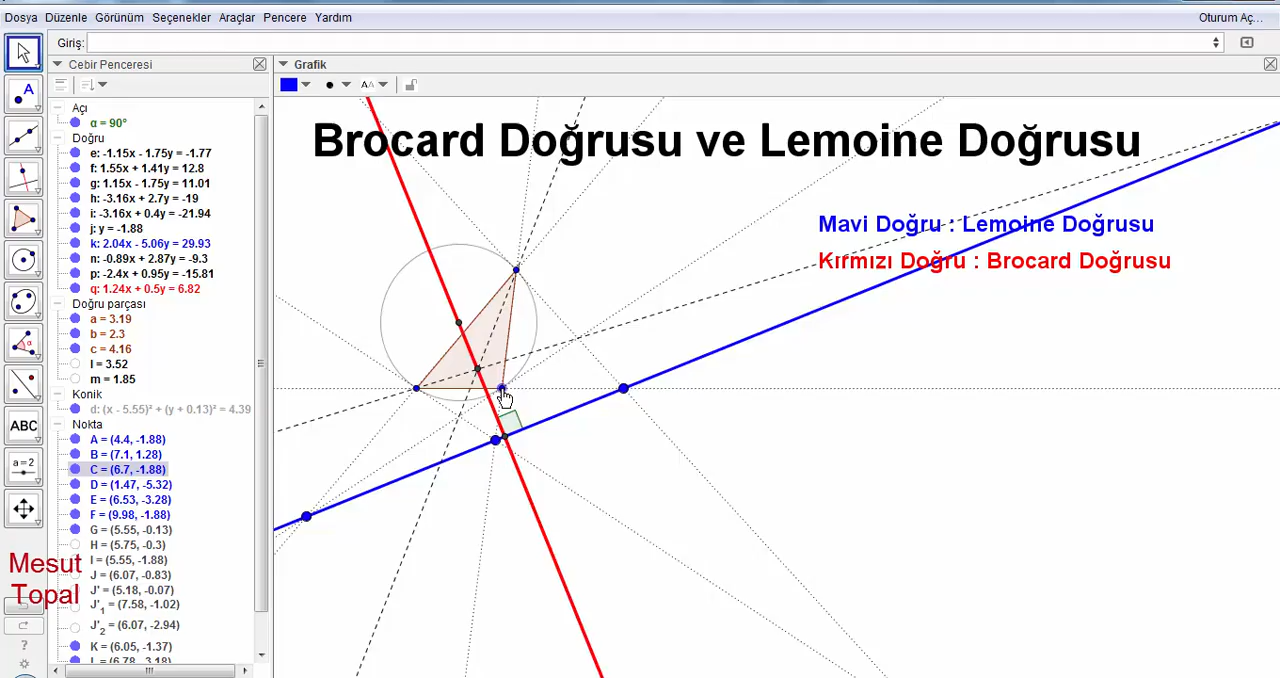 Dosya Düzenle Görünüm Seçenekler Araçlar Pencere Yardım Oturum Aç...
Giriş:
Cebir Penceresi
Grafik
Açı
α = 90°
Doğru
e: -1.15x - 1.75y = -1.77
f: 1.55x + 1.41y = 12.8
g: 1.15x - 1.75y = 11.01
h: -3.16x + 2.7y = -19
i: -3.16x + 0.4y = -21.94
j: y = -1.88
k: 2.04x - 5.06y = 29.93
n: -0.89x + 2.87y = -9.3
p: -2.4x + 0.95y = -15.81
q: 1.24x + 0.5y = 6.82
Doğru parçası
a = 3.19
b = 2.3
c = 4.16
l = 3.52
m = 1.85
Konik
d: (x - 5.55)² + (y + 0.13)² = 4.39
Nokta
A = (4.4, -1.88)
B = (7.1, 1.28)
C = (6.7, -1.88)
D = (1.47, -5.32)
E = (6.53, -3.28)
F = (9.98, -1.88)
G = (5.55, -0.13)
H = (5.75, -0.3)
I = (5.55, -1.88)
J = (6.07, -0.83)
J' = (5.18, -0.07)
J'₁ = (7.58, -1.02)
J'₂ = (6.07, -2.94)
K = (6.05, -1.37)
L = (6.78, -3.18)
Brocard Doğrusu ve Lemoine Doğrusu
Mavi Doğru : Lemoine Doğrusu
Kırmızı Doğru : Brocard Doğrusu
ABC
a=2
α
A
Mesut
Topal